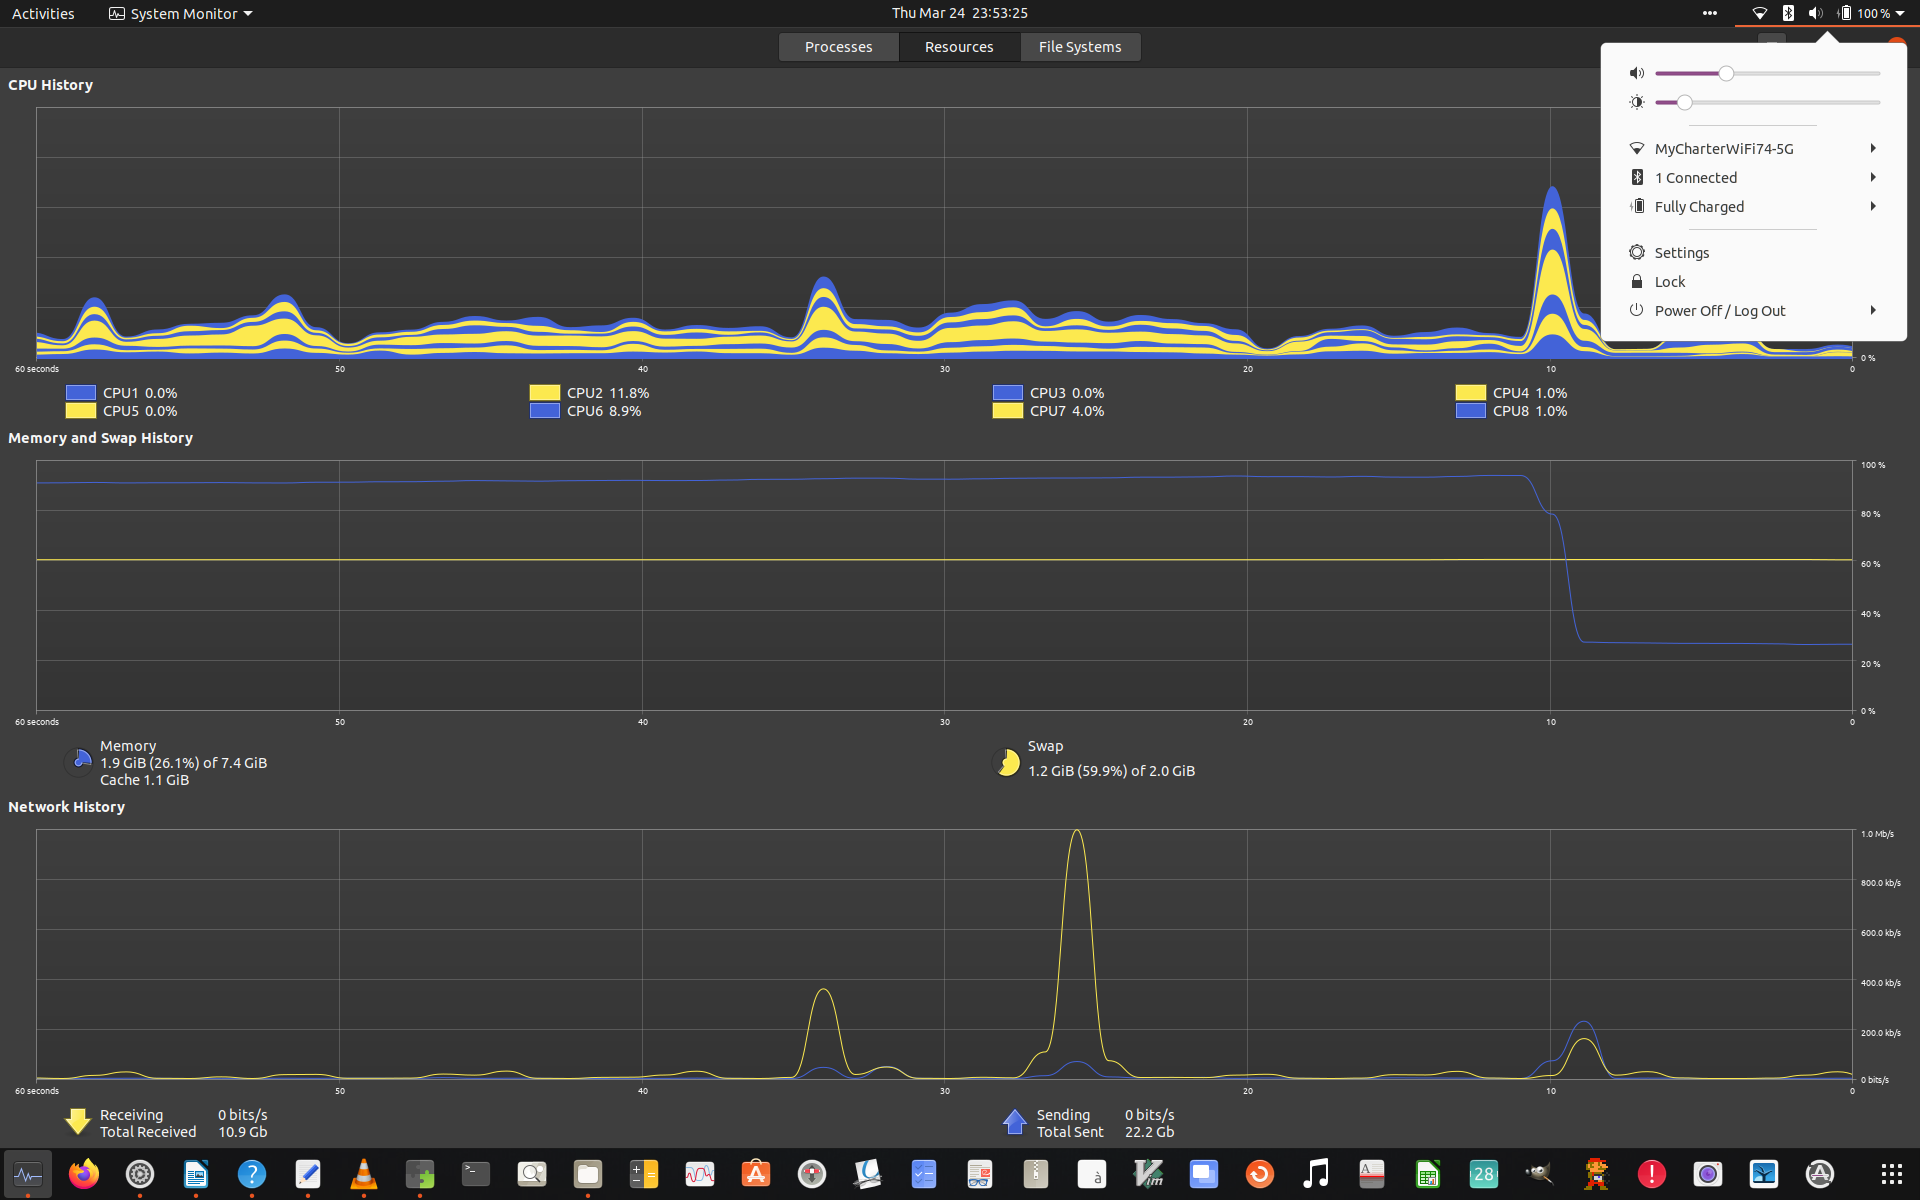 Activities System Monitor Thu Mar 24 23:53:25 100 %
Processes Resources File Systems
CPU History
MyCharterWiFi74-5G
1 Connected
Fully Charged
Settings
Lock
Power Off / Log Out
0 %
60 seconds 50 40 30 20 10 0
CPU1 0.0% CPU2 11.8% CPU3 0.0% CPU4 1.0%
CPU5 0.0% CPU6 8.9% CPU7 4.0% CPU8 1.0%
Memory and Swap History
100 %
80 %
60 %
40 %
20 %
0 %
60 seconds 50 40 30 20 10 0
Memory
1.9 GiB (26.1%) of 7.4 GiB
Cache 1.1 GiB
Swap
1.2 GiB (59.9%) of 2.0 GiB
Network History
1.0 Mb/s
800.0 kb/s
600.0 kb/s
400.0 kb/s
200.0 kb/s
0 bits/s
60 seconds 50 40 30 20 10 0
Receiving 0 bits/s
Total Received 10.9 Gb
Sending 0 bits/s
Total Sent 22.2 Gb
? >_ à Vim A 28 !